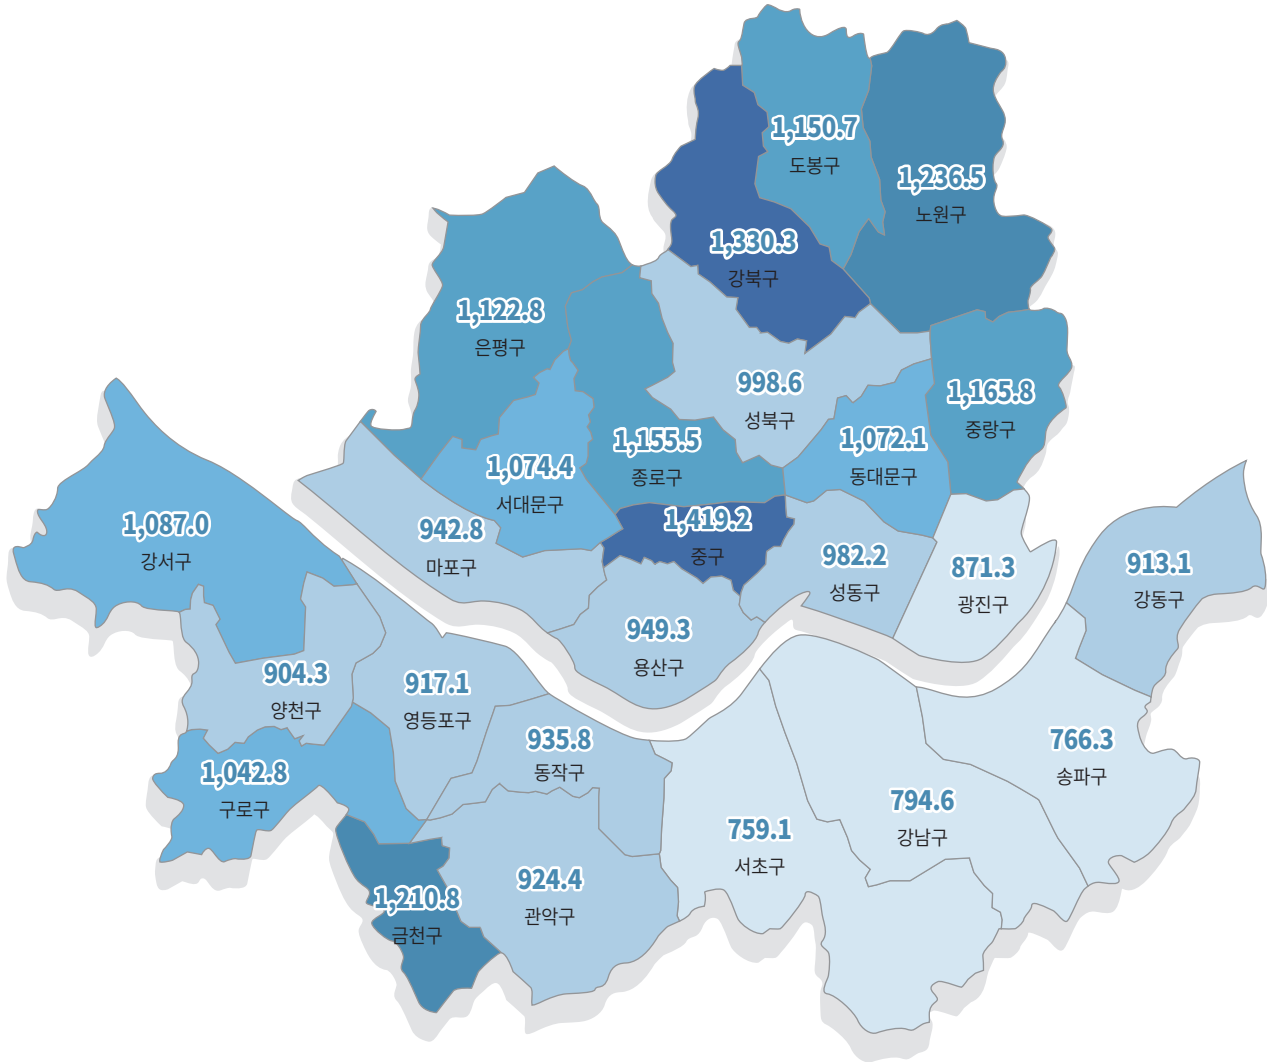 1,150.7
도봉구
1,236.5
노원구
1,330.3
강북구
1,122.8
은평구
998.6
성북구
1,165.8
중랑구
1,155.5
종로구
1,072.1
동대문구
1,074.4
서대문구
1,087.0
강서구
942.8
마포구
1,419.2
중구
982.2
성동구
871.3
광진구
913.1
강동구
949.3
용산구
904.3
양천구
917.1
영등포구
935.8
동작구
766.3
송파구
1,042.8
구로구
794.6
강남구
759.1
서초구
924.4
관악구
1,210.8
금천구